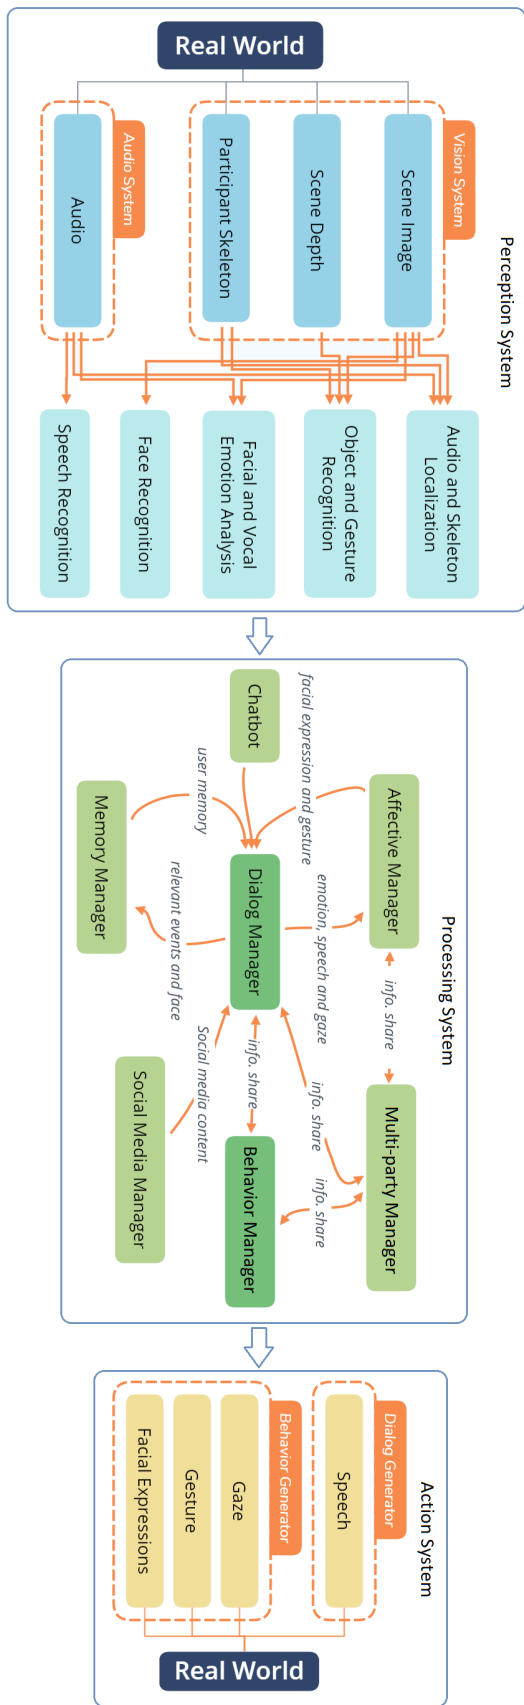 Real World
Vision System
Audio System
Scene Image
Scene Depth
Participant Skeleton
Audio
Perception System
Audio and Skeleton
Localization
Object and Gesture
Recognition
Facial and Vocal
Emotion Analysis
Face Recognition
Speech Recognition
Processing System
Chatbot
facial expression and gesture
user memory
Affective Manager
Memory Manager
Dialog Manager
emotion, speech and gaze
relevant events and face
info. share
Social media content
info. share
info. share
info. share
Multi-party Manager
Behavior Manager
Social Media Manager
Action System
Dialog Generator
Behavior Generator
Speech
Gaze
Gesture
Facial Expressions
Real World